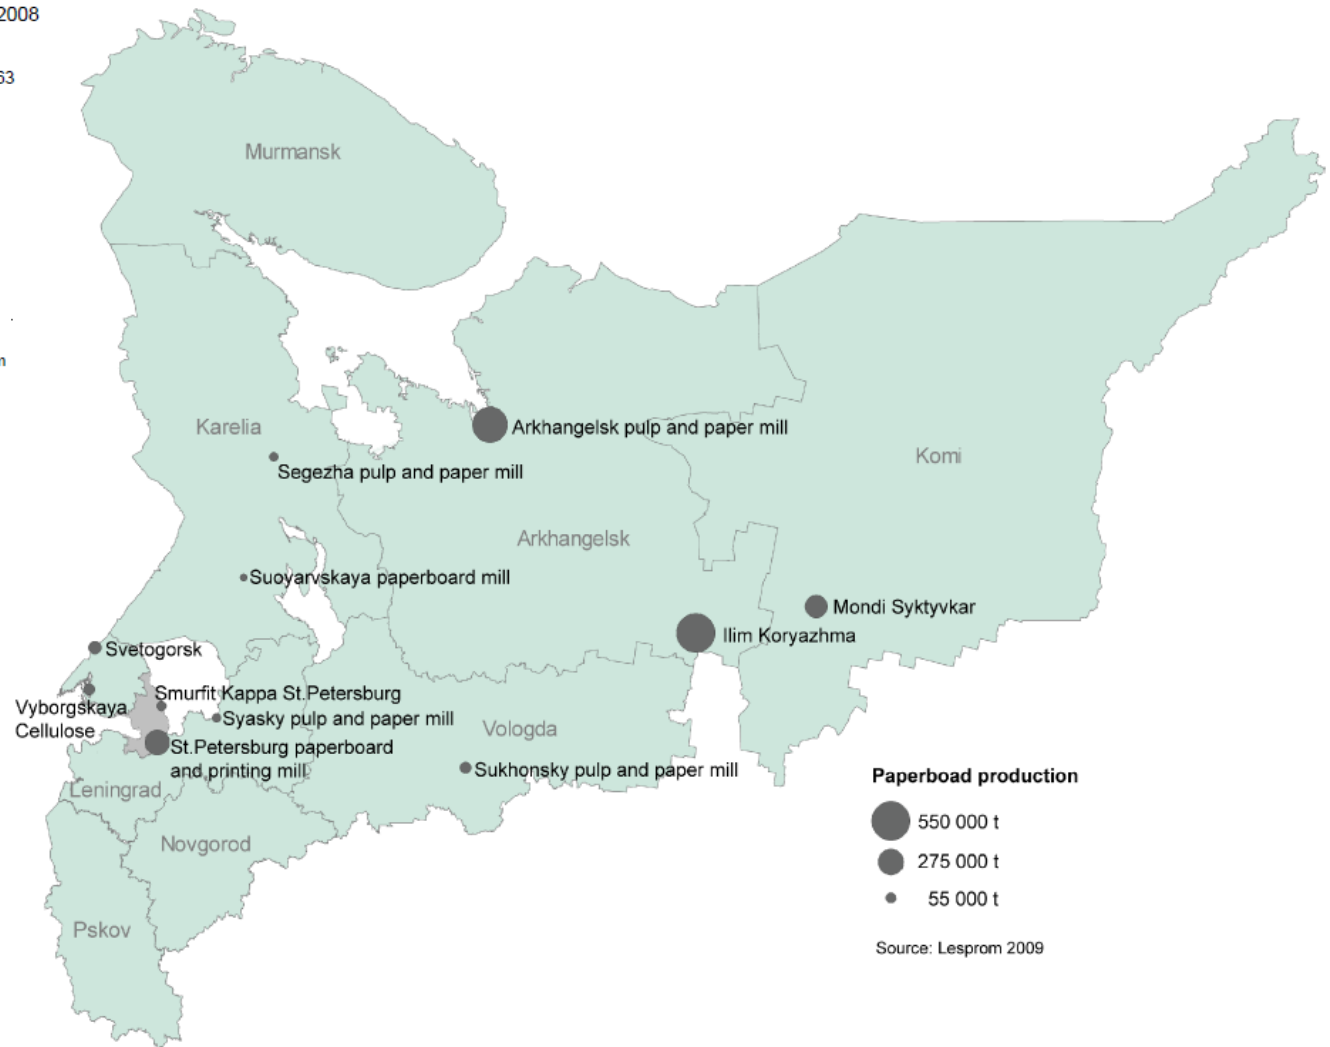 2008
63
n
Murmansk
Karelia
Arkhangelsk pulp and paper mill
Segezha pulp and paper mill
Komi
Arkhangelsk
Suoyarvskaya paperboard mill
Mondi Syktyvkar
Ilim Koryazhma
Svetogorsk
Smurfit Kappa St.Petersburg
Vyborgskaya
Cellulose
Syasky pulp and paper mill
Vologda
St.Petersburg paperboard
and printing mill
Sukhonsky pulp and paper mill
Leningrad
Novgorod
Pskov
Paperboad production
550 000 t
275 000 t
55 000 t
Source: Lesprom 2009